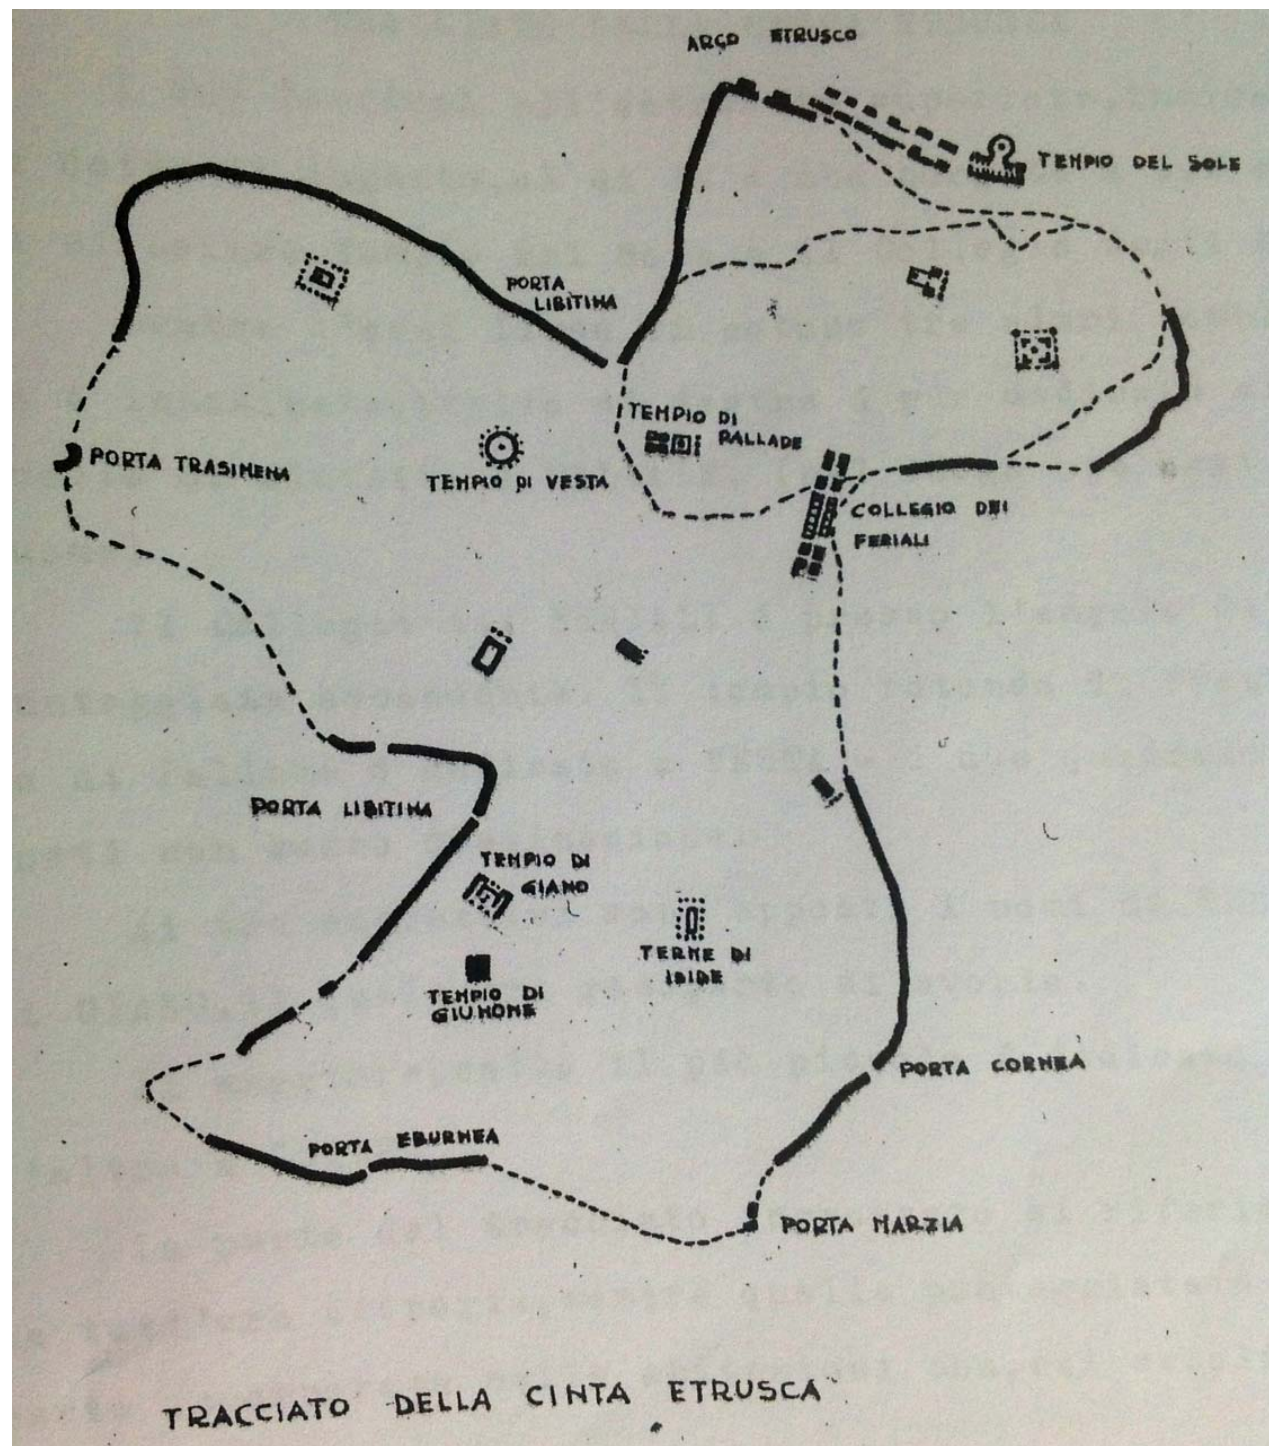 ARCO ETRUSCO
TEMPIO DEL SOLE
PORTA
LIBITINA
TEMPIO DI
PALLADE
PORTA TRASIMENA
TEMPIO DI VESTA
COLLEGIO DEI
FERIALI
PORTA LIBITINA
TEMPIO DI
GIANO
TERME DI
ISIDE
TEMPIO DI
GIUNONE
PORTA CORNEA
PORTA EBURNEA
PORTA MARZIA
TRACCIATO DELLA CINTA ETRUSCA